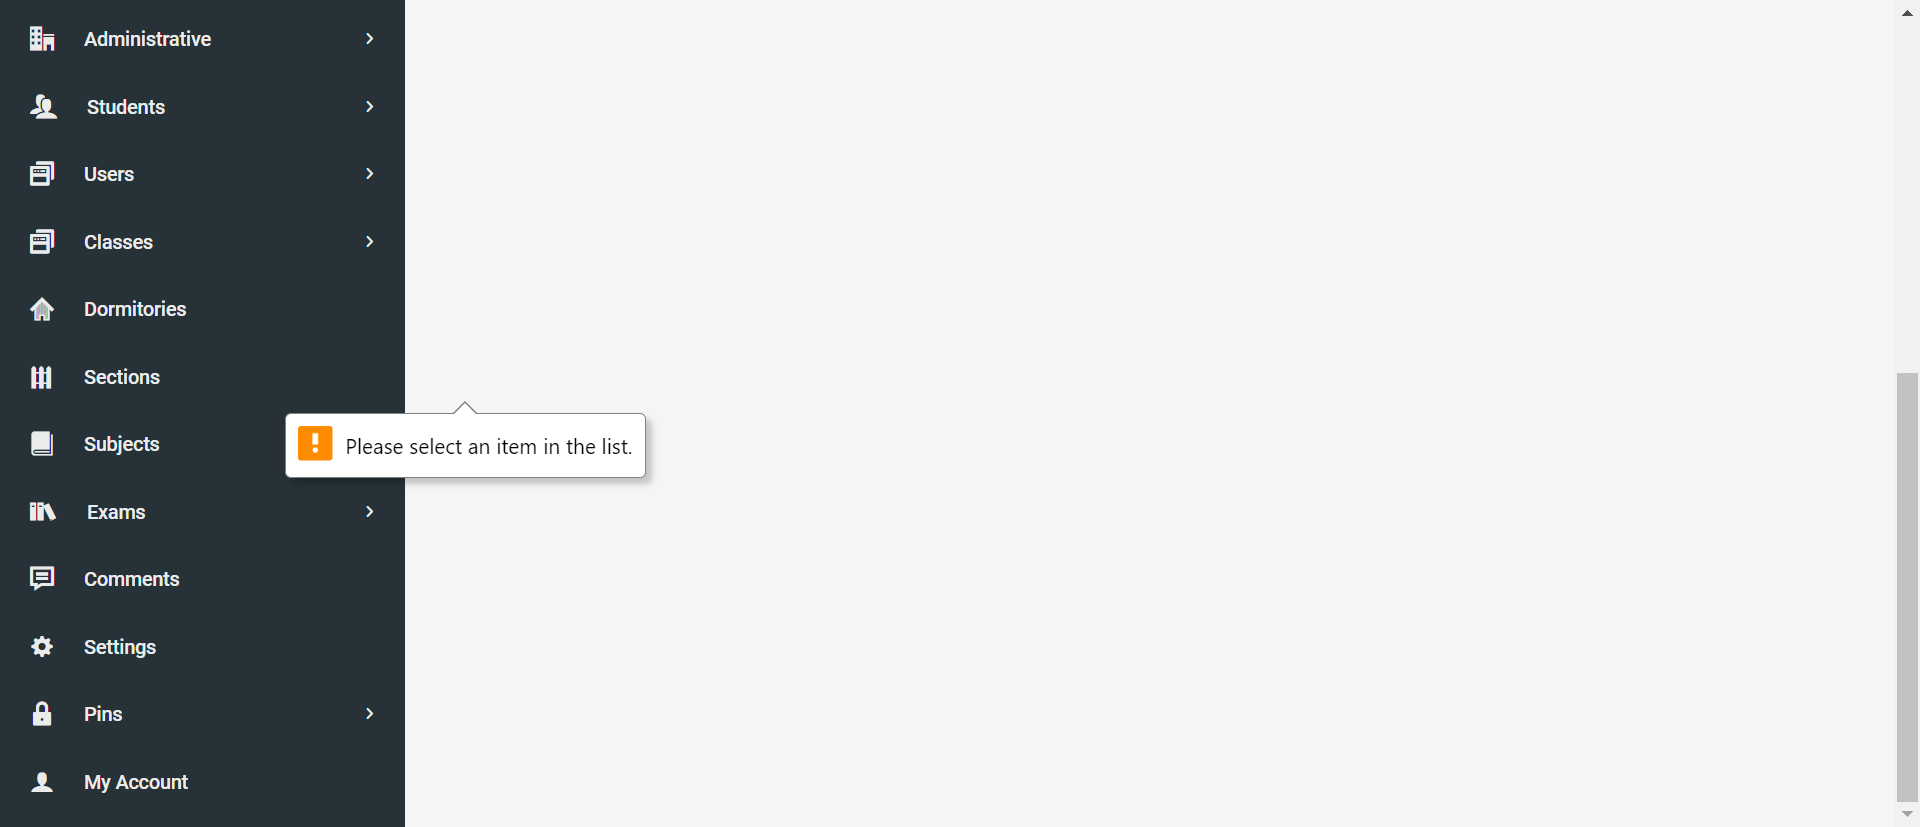 Administrative
Students
Users
Classes
Dormitories
Sections
Subjects
Please select an item in the list.
Exams
Comments
Settings
Pins
My Account